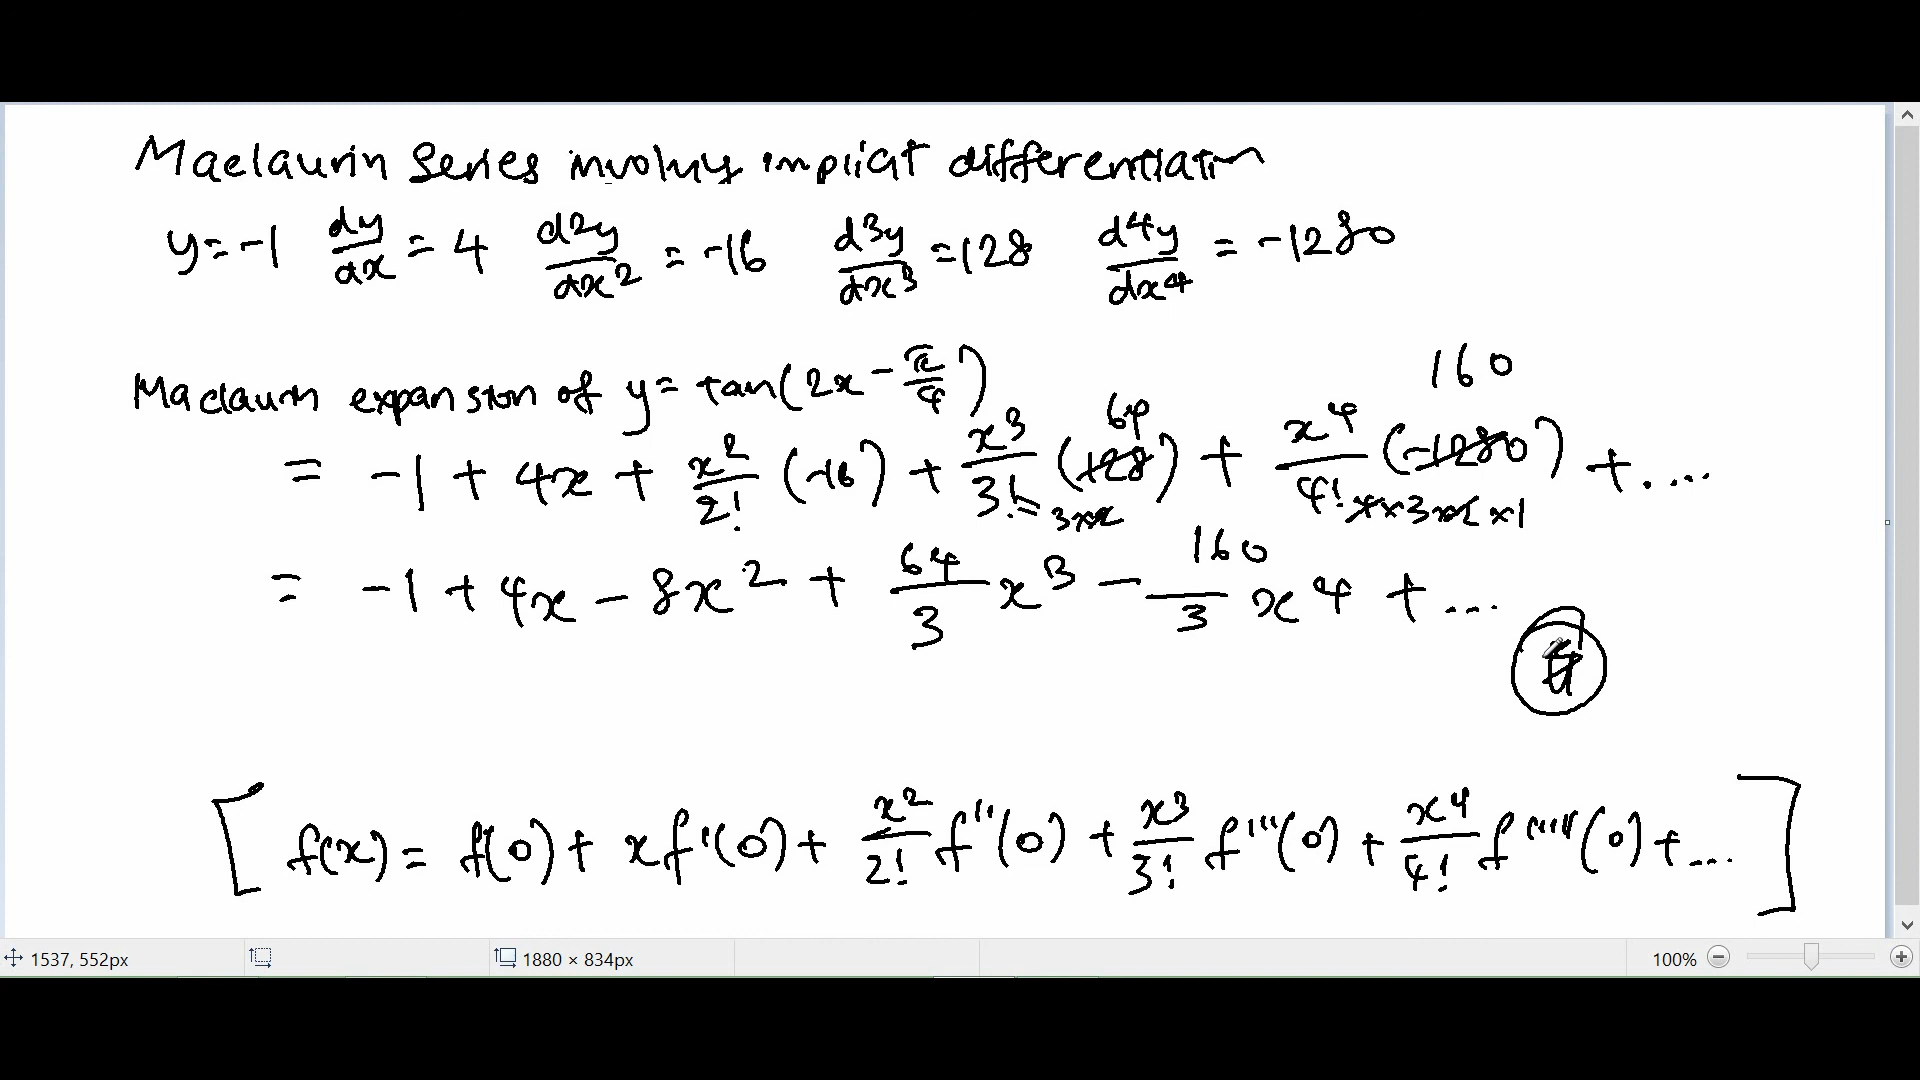 Maclaurin Series involving implicit differentiation
y = -1 dy/dx = 4 d2y/dx2 = -16 d3y/dx3 = 128 d4y/dx4 = -1280
Maclaurin expansion of y = tan(2x - π/4)
= -1 + 4x + x2/2! (-16) + x3/3! (128) + x4/4! (-1280) + ....
64
160
= 3x2
4x3x2x1
= -1 + 4x - 8x2 + 64/3 x3 - 160/3 x4 + ...
[ f(x) = f(0) + xf'(0) + x2/2! f''(0) + x3/3! f'''(0) + x4/4! f''''(0) + ... ]
1537, 552px
1880 × 834px
100%